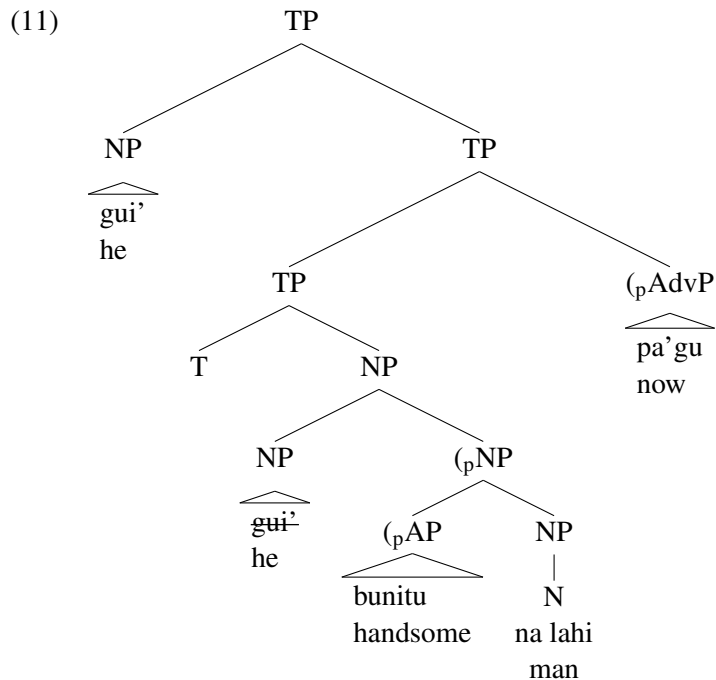 (11) TP
NP TP
gui’
he
TP (pAdvP
pa’gu
now
T NP
NP (pNP
gui’
he
(pAP NP
bunitu N
handsome na lahi
man